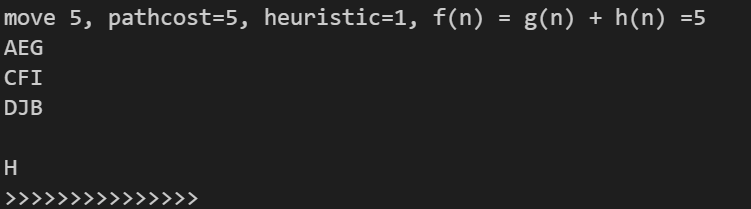 move 5, pathcost=5, heuristic=1, f(n) = g(n) + h(n) =5
AEG
CFI
DJB
H
>>>>>>>>>>>>>>>